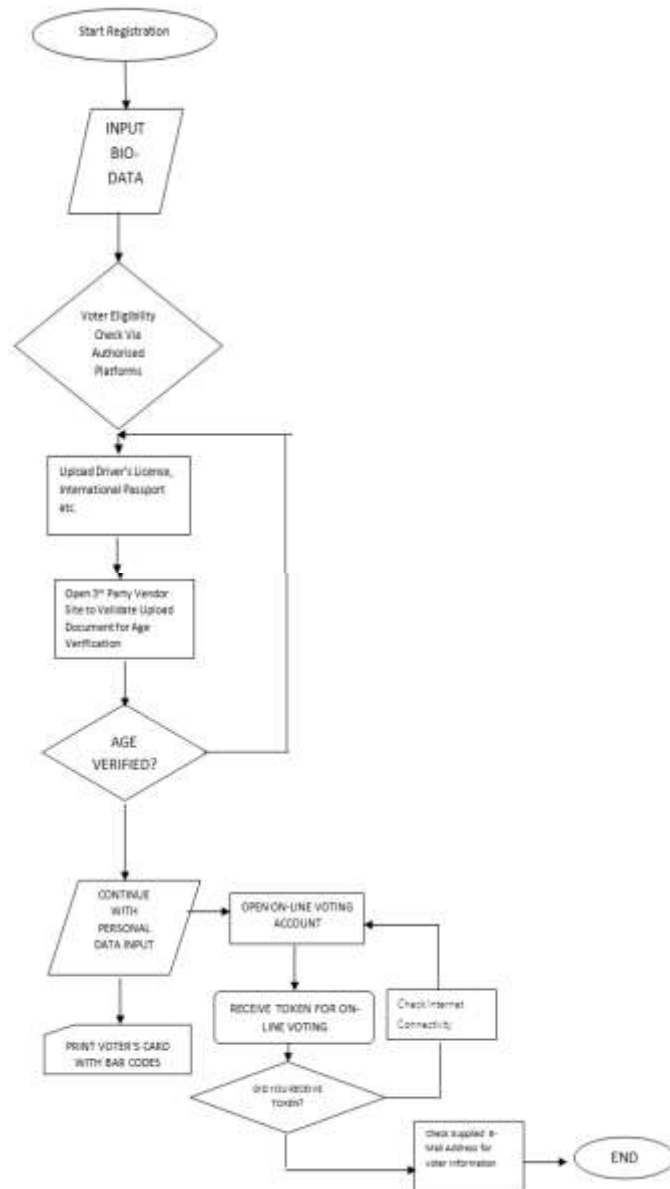 Start Registration
INPUT
BIO-
DATA
Voter Eligibility
Check Via
Authorised
Platforms
Upload Driver's License,
International Passport
etc.
Open 3rd Party Vendor
Site to Validate Upload
Document for Age
Verification
AGE
VERIFIED?
CONTINUE
WITH
PERSONAL
DATA INPUT
OPEN ON-LINE VOTING
ACCOUNT
RECEIVE TOKEN FOR ON-
LINE VOTING
Check Internet
Connectivity
PRINT VOTER'S CARD
WITH BAR CODES
DID YOU RECEIVE
TOKEN?
Check Supplied E-
Mail Address for
voter information
END